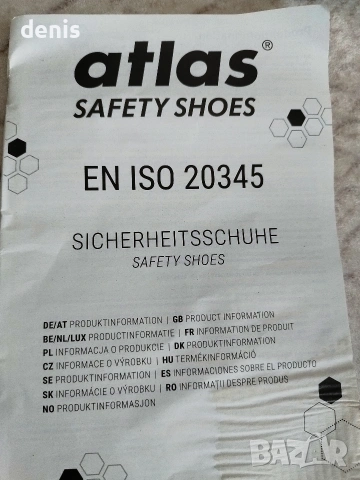 denis
atlas®
SAFETY SHOES
EN ISO 20345
SICHERHEITSSCHUHE
SAFETY SHOES
DE/AT PRODUKTINFORMATION | GB PRODUCT INFORMATION
BE/NL/LUX PRODUCTINFORMATIE | FR INFORMATION DE PRODUIT
PL INFORMACJA O PRODUKCIE | DK PRODUKTINFORMATION
CZ INFORMACE O VÝROBKU | HU TERMÉKINFORMÁCIÓ
SE PRODUKTINFORMATION | ES INFORMACIONES SOBRE EL PRODUCTO
SK INFORMÁCIE O VÝROBKU | RO INFORMAȚII DESPRE PRODUS
NO PRODUKTINFORMASJON
BAZAR